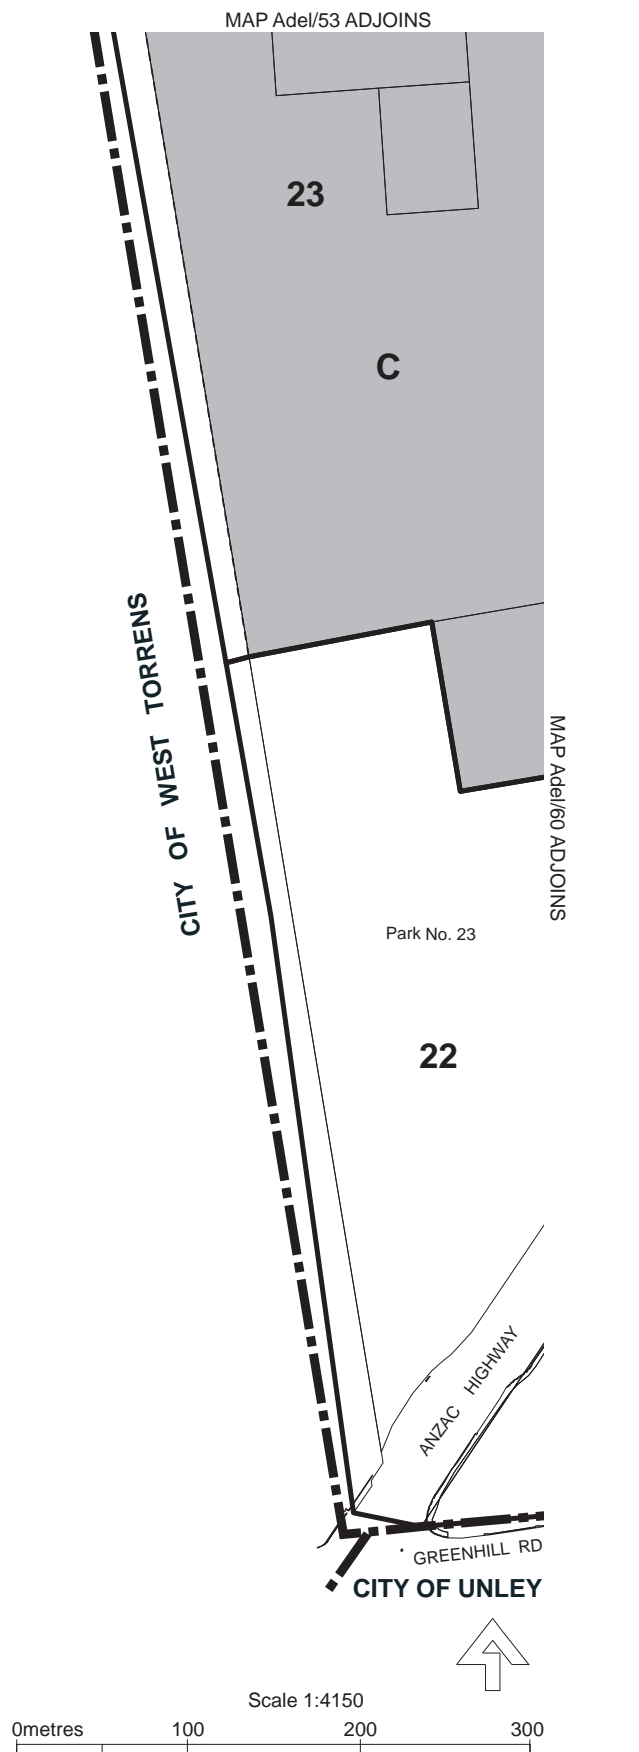 MAP Adel/53 ADJOINS
23
C
CITY OF WEST TORRENS
MAP Adel/60 ADJOINS
Park No. 23
22
ANZAC HIGHWAY
GREENHILL RD
CITY OF UNLEY
Scale 1:4150
0metres 100 200 300